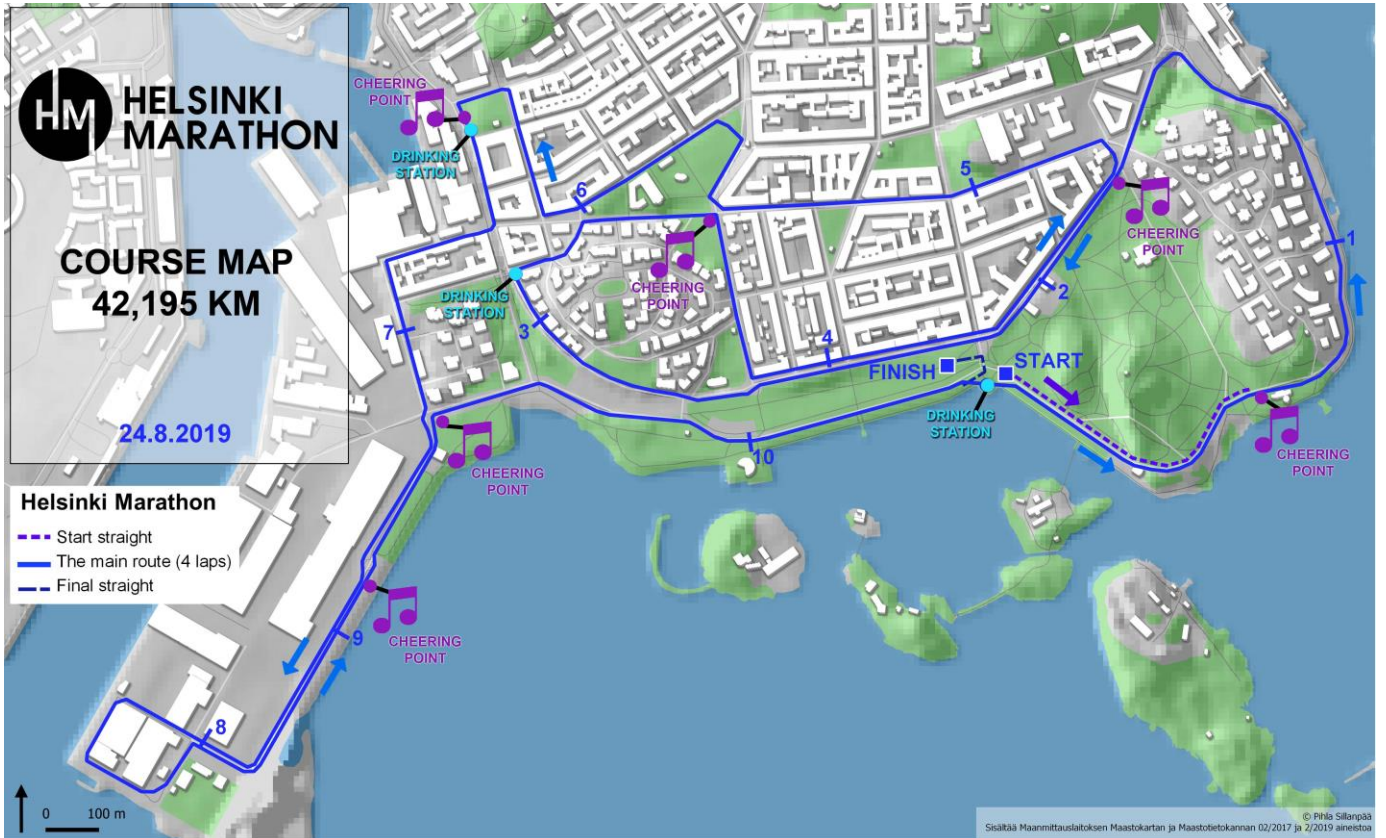 HM
HELSINKI
MARATHON
COURSE MAP
42,195 KM
24.8.2019
Helsinki Marathon
Start straight
The main route (4 laps)
Final straight
CHEERING
POINT
DRINKING
STATION
6
5
CHEERING
POINT
1
CHEERING
POINT
DRINKING
STATION
2
3
7
4
FINISH
START
DRINKING
STATION
10
CHEERING
POINT
CHEERING
POINT
9
CHEERING
POINT
8
0 100 m
© Pihla Sillanpää
Sisältää Maanmittauslaitoksen Maastokartan ja Maastotietokannan 02/2017 ja 2/2019 aineistoa